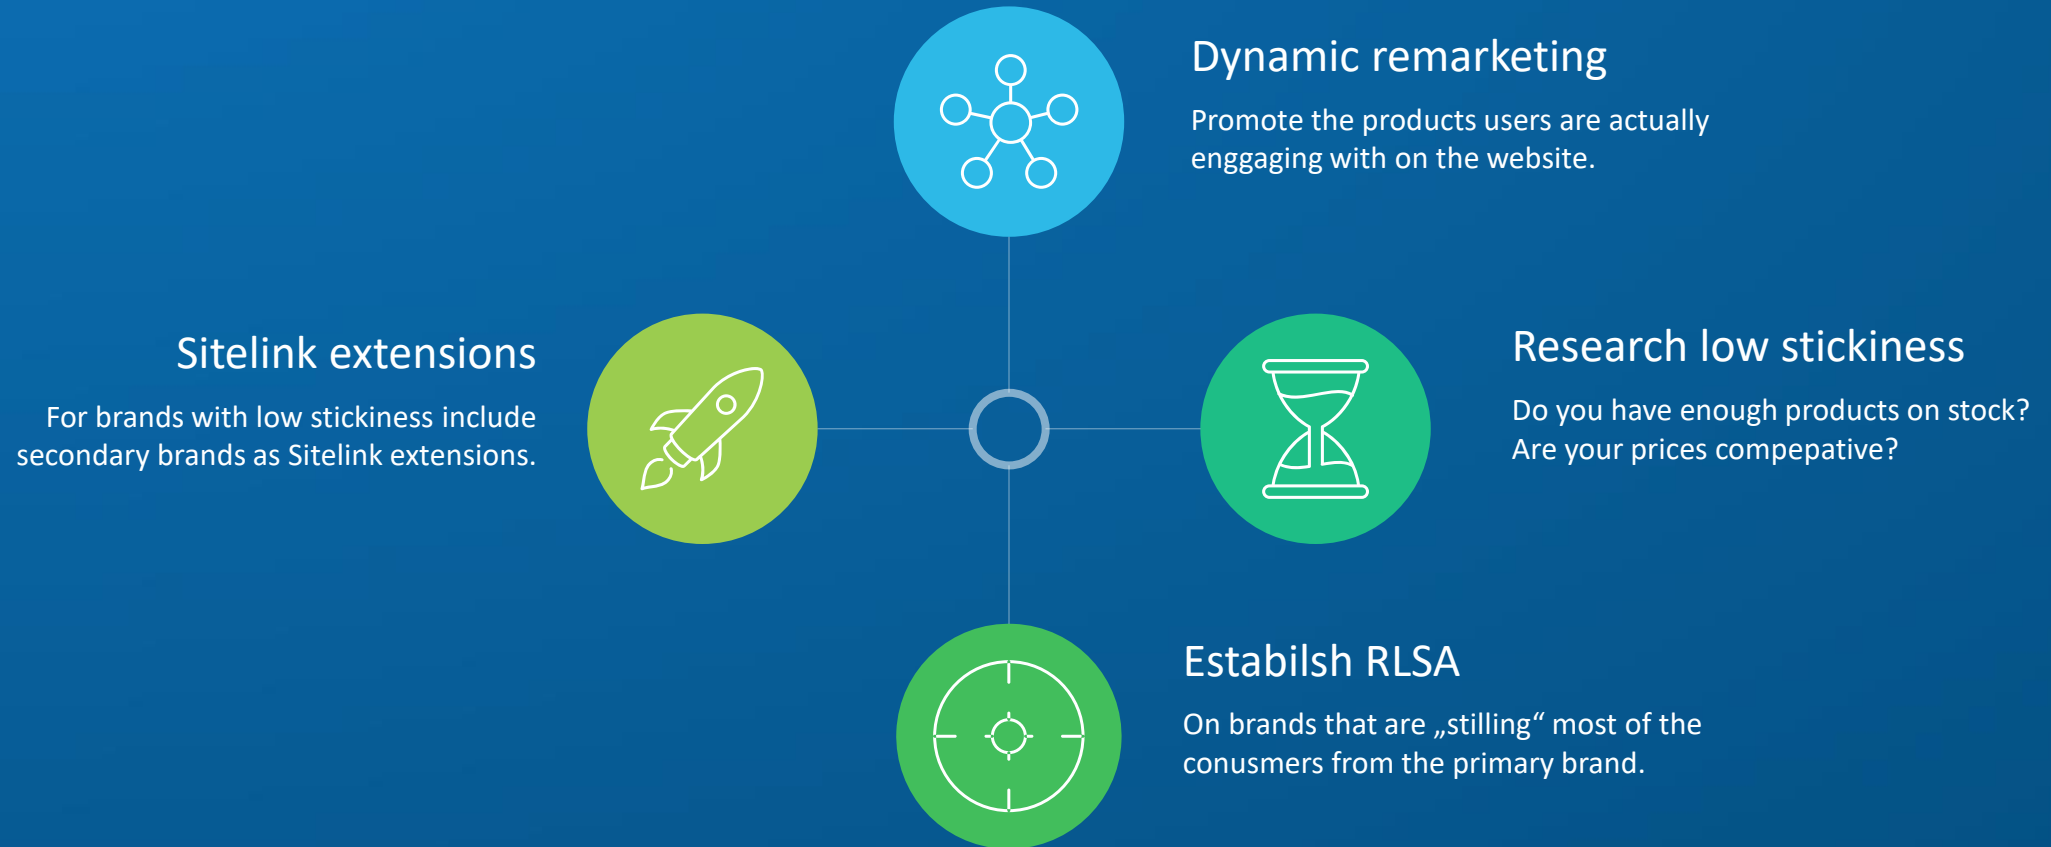 Dynamic remarketing
Promote the products users are actually
enggaging with on the website.
Sitelink extensions
For brands with low stickiness include
secondary brands as Sitelink extensions.
Research low stickiness
Do you have enough products on stock?
Are your prices compepative?
Estabilsh RLSA
On brands that are „stilling“ most of the
conusmers from the primary brand.